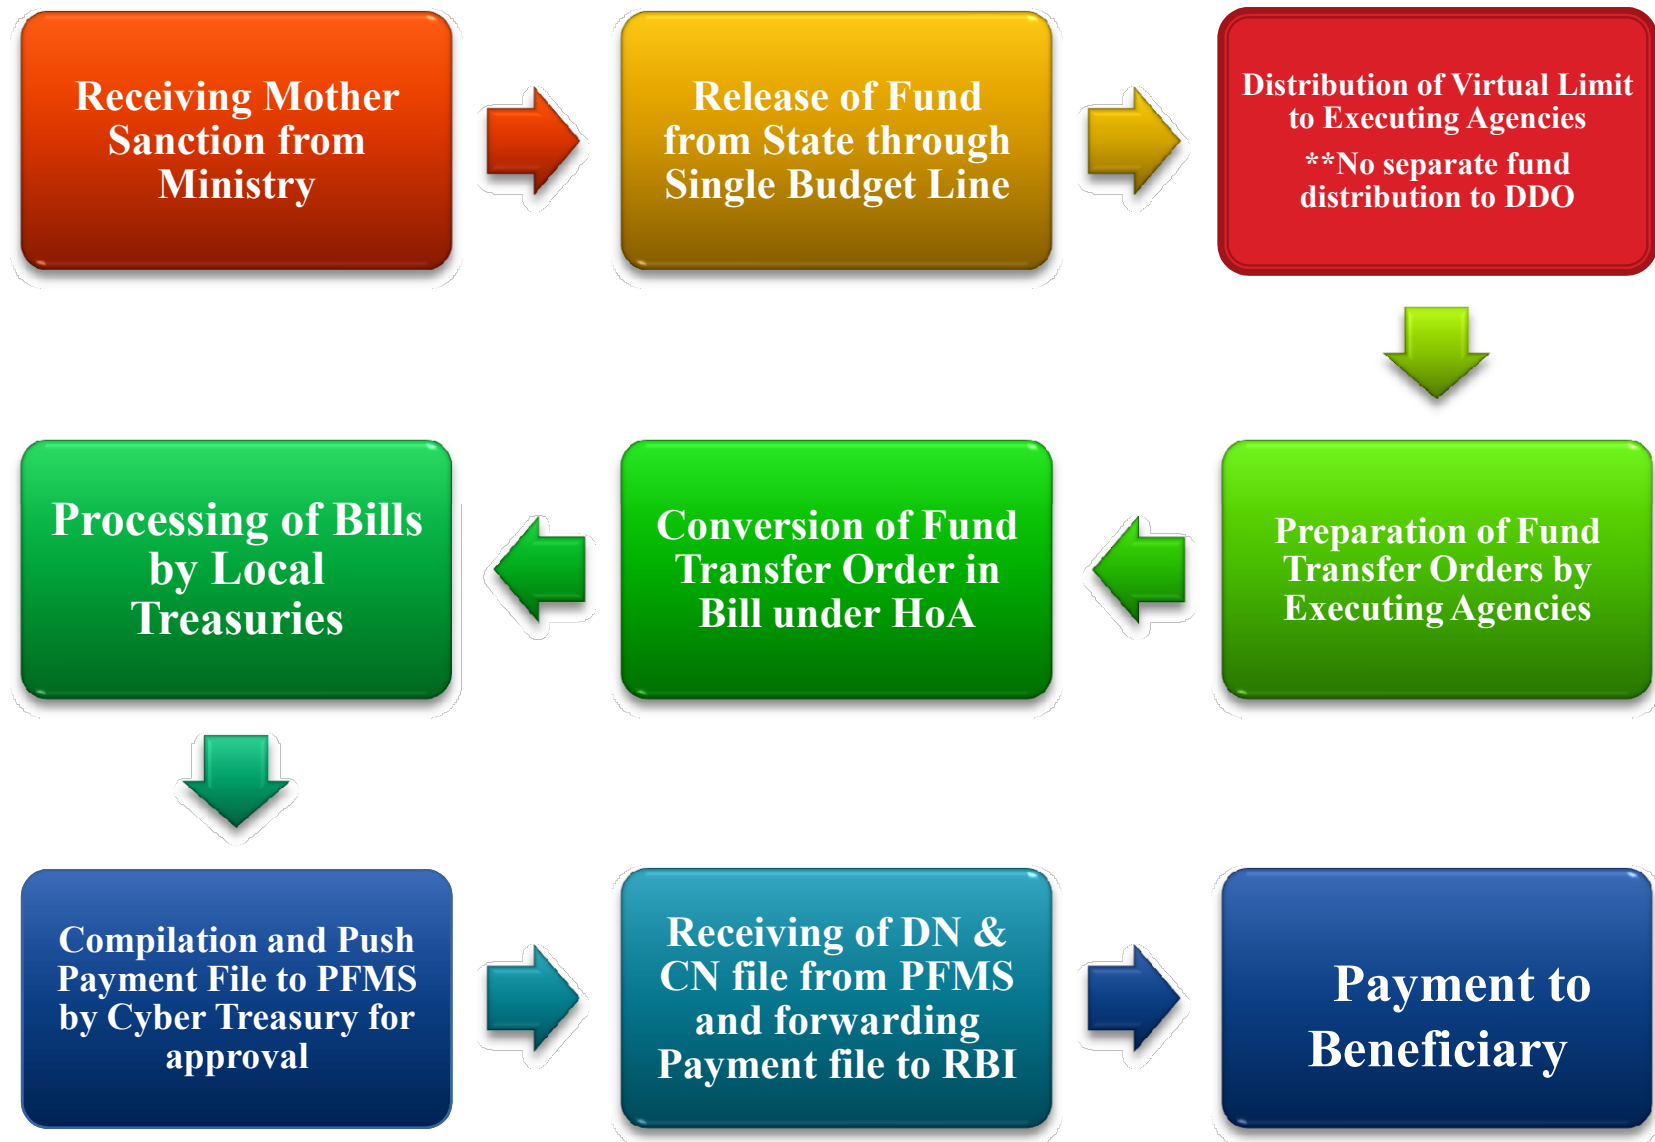 Receiving Mother
Sanction from
Ministry
Release of Fund
from State through
Single Budget Line
Distribution of Virtual Limit
to Executing Agencies
**No separate fund
distribution to DDO
Preparation of Fund
Transfer Orders by
Executing Agencies
Conversion of Fund
Transfer Order in
Bill under HoA
Processing of Bills
by Local
Treasuries
Compilation and Push
Payment File to PFMS
by Cyber Treasury for
approval
Receiving of DN &
CN file from PFMS
and forwarding
Payment file to RBI
Payment to
Beneficiary